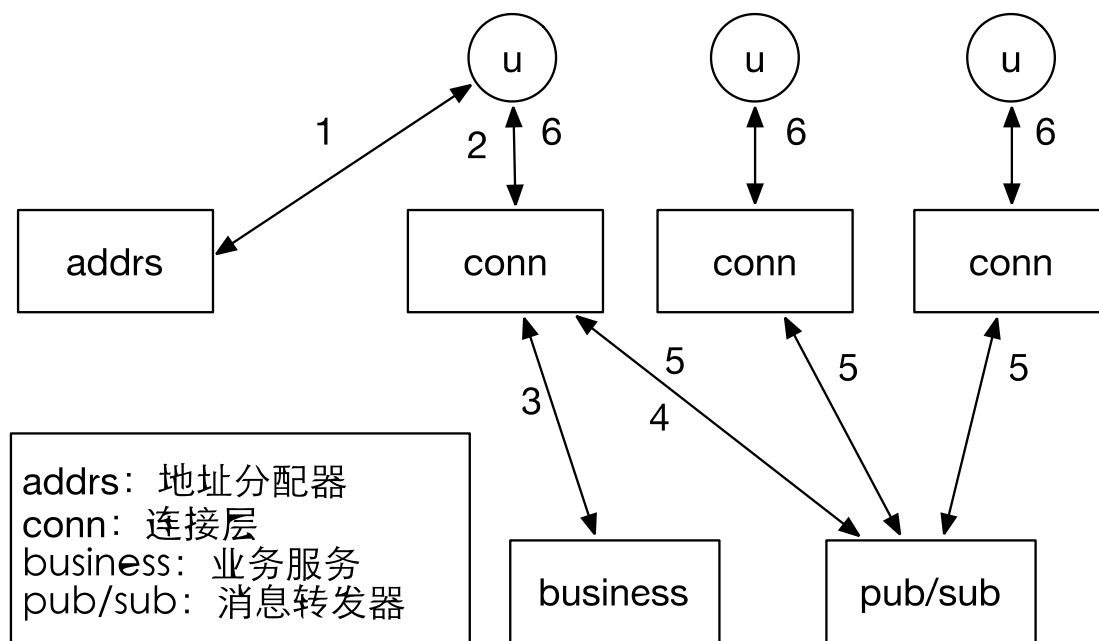 u u u
1 2 6 6 6
addrs conn conn conn
3 5 4 5 5
addrs：地址分配器
conn：连接层
business：业务服务
pub/sub：消息转发器
business pub/sub